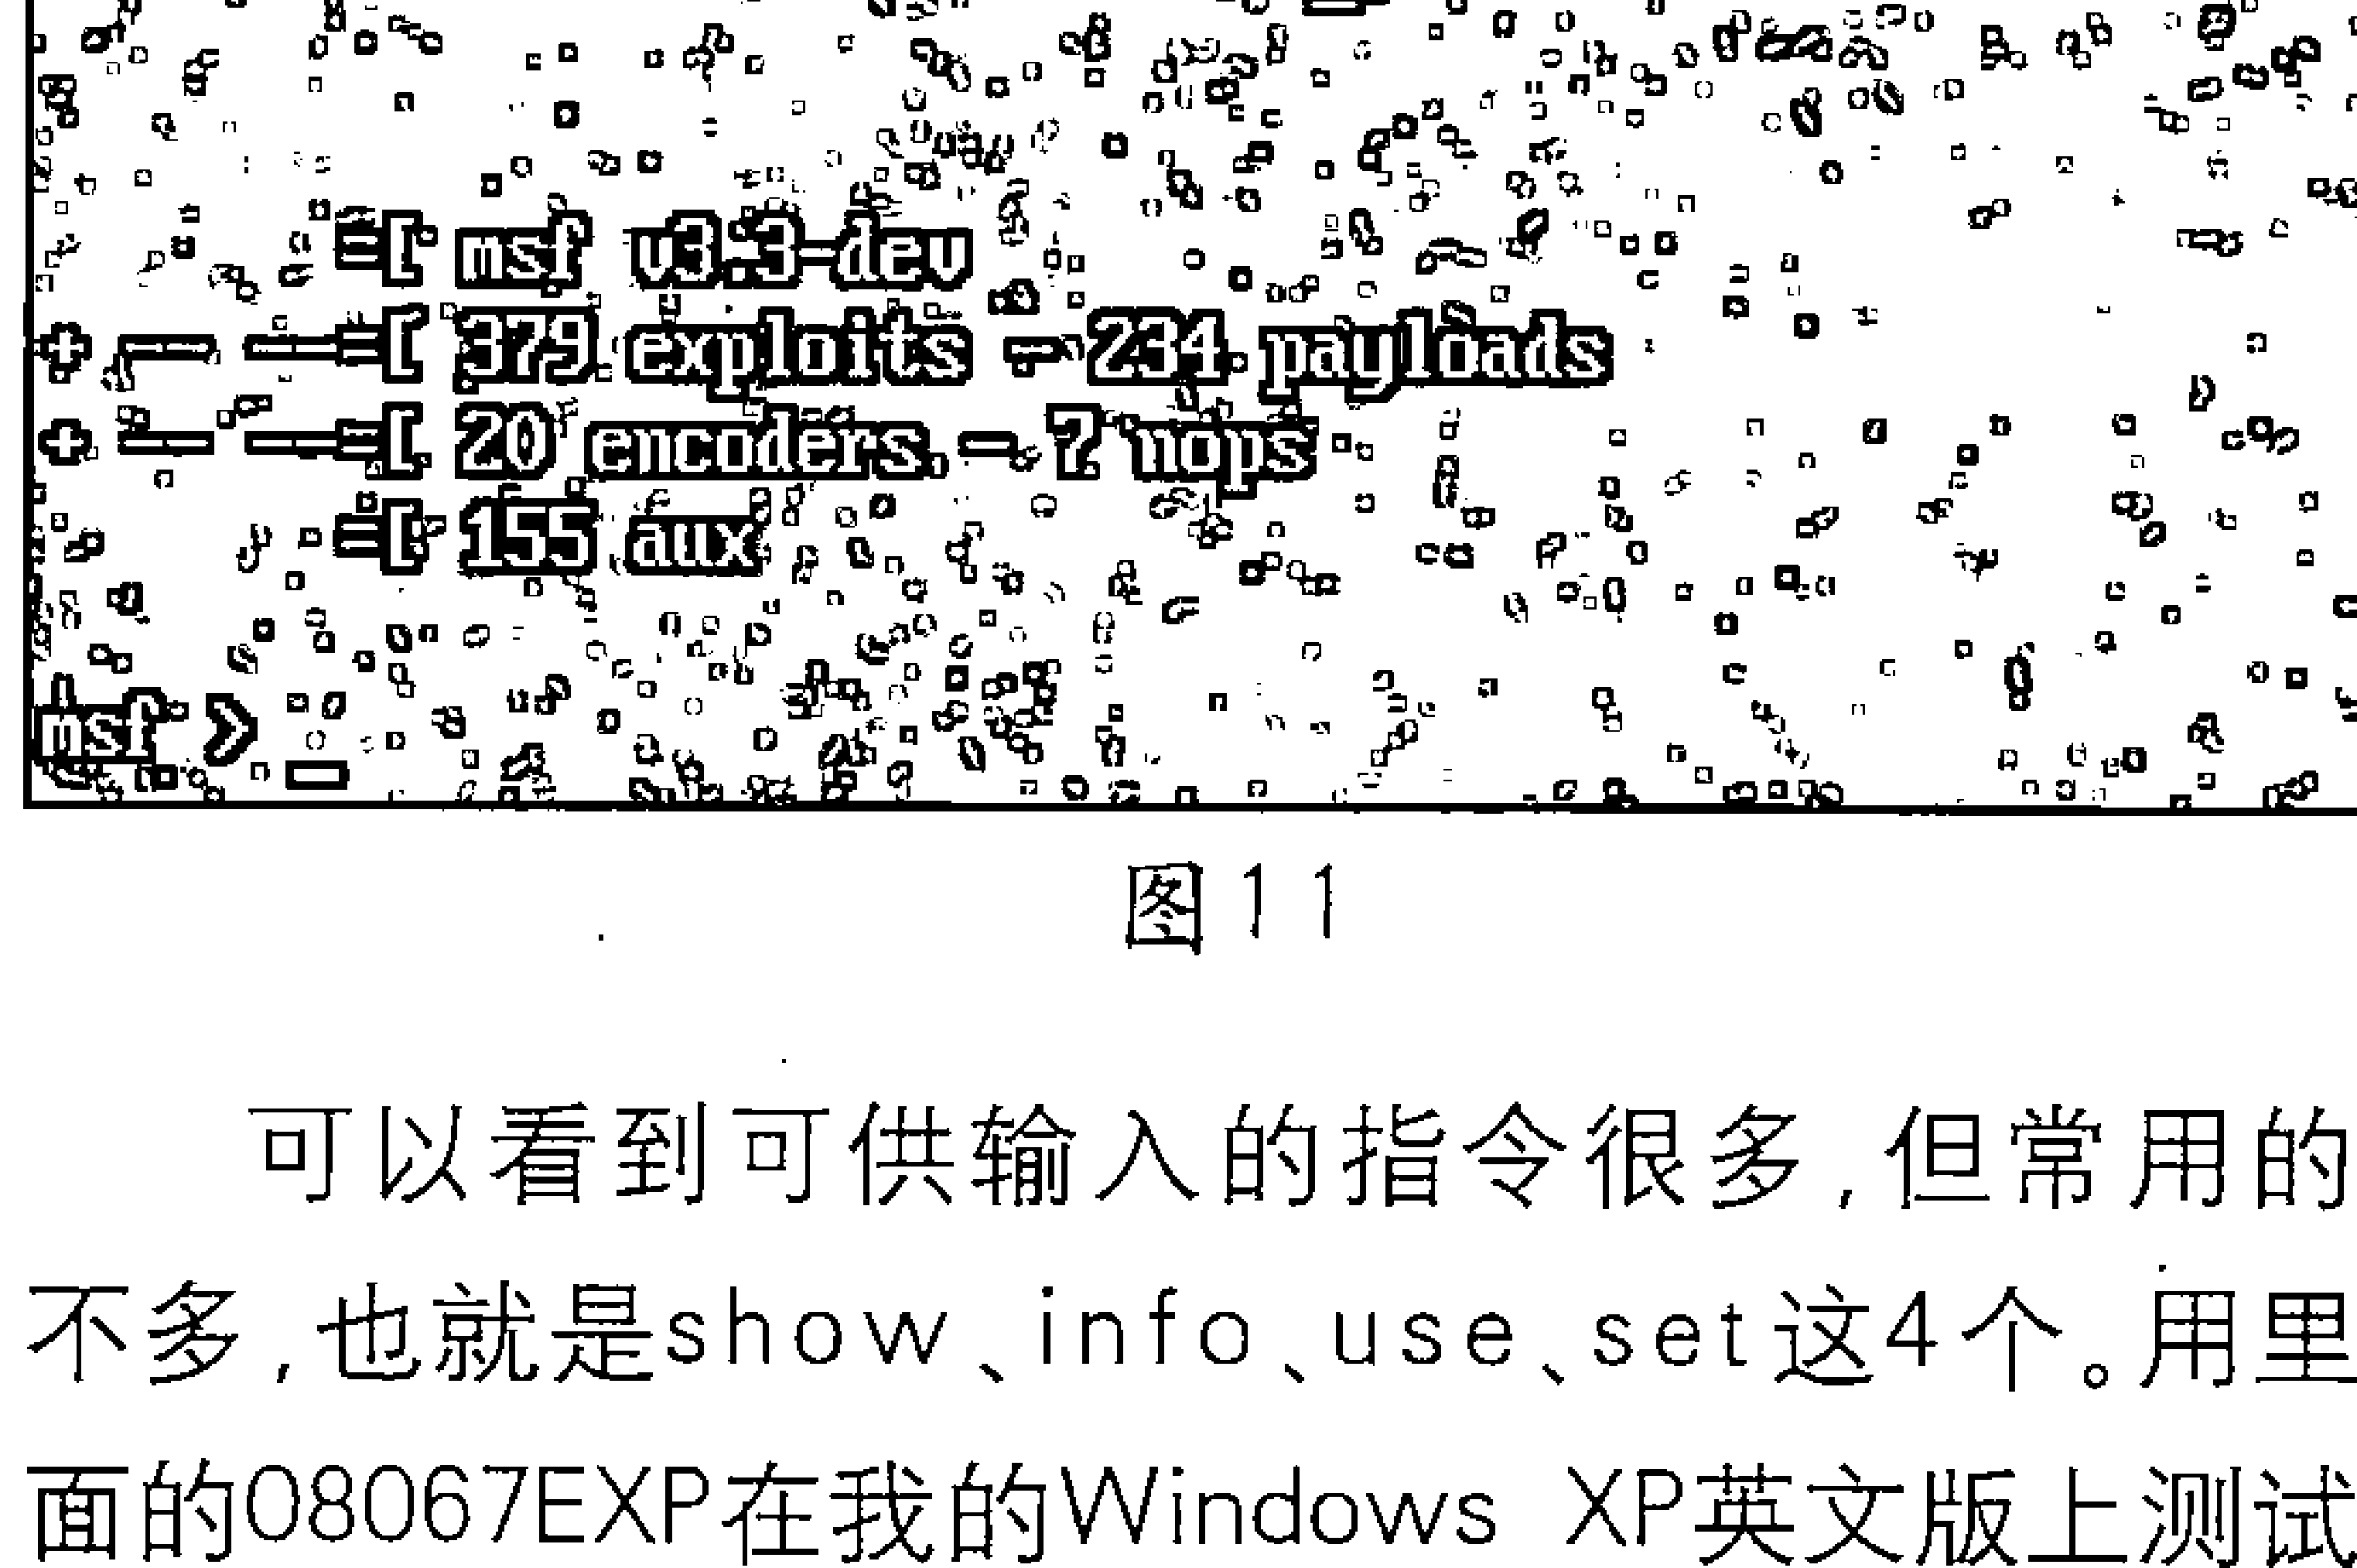 =[ msf v3.3-dev
+ -- --=[ 379 exploits - 234 payloads
+ -- --=[ 20 encoders - 7 nops
=[ 155 aux
msf > _
图11
可以看到可供输入的指令很多,但常用的
不多,也就是show、info、use、set这4个。用里
面的08067EXP在我的Windows XP英文版上测试